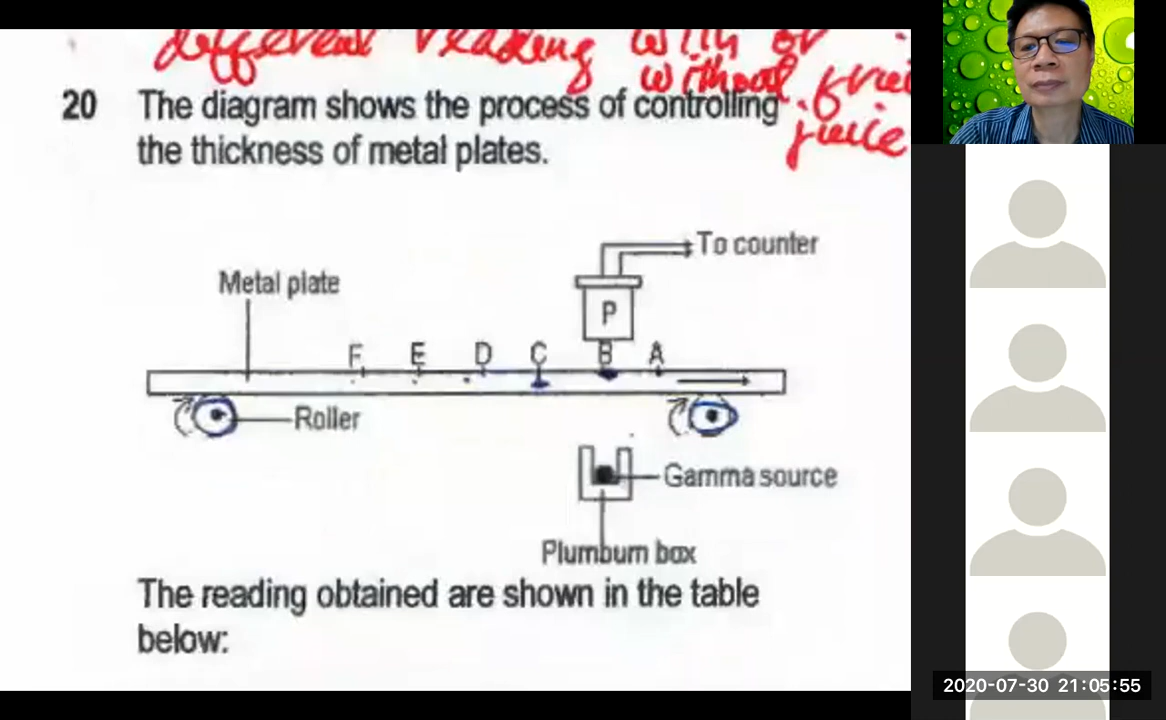 different reading with or
without
juice
20 The diagram shows the process of controlling
the thickness of metal plates.
To counter
Metal plate
P
F E D C B A
Roller
Gamma source
Plumbum box
The reading obtained are shown in the table
below:
2020-07-30 21:05:55